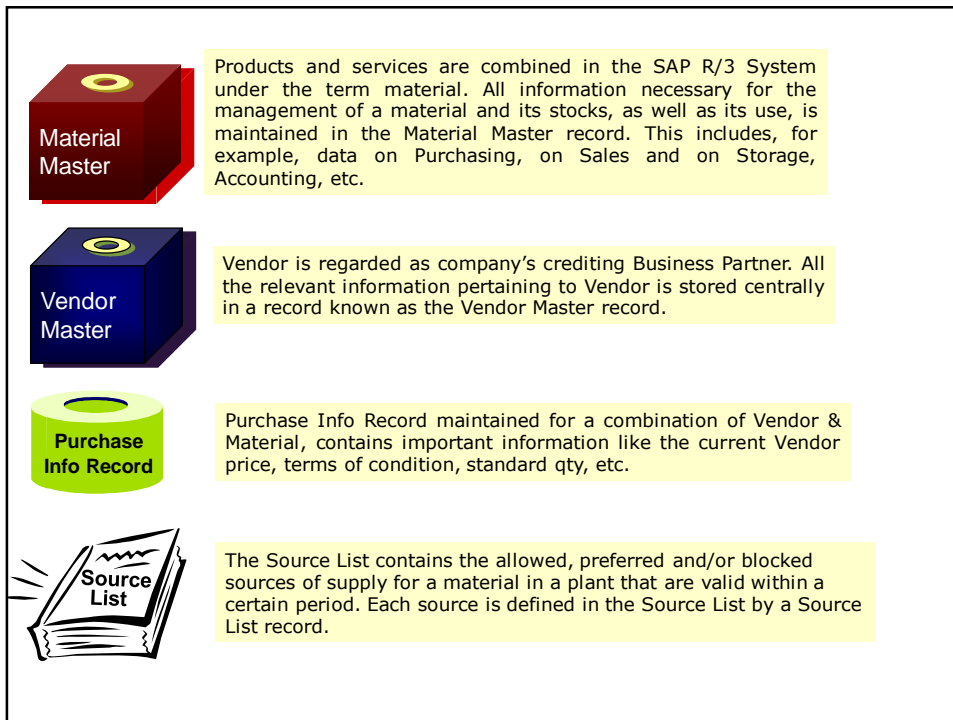 Material
Master
Products and services are combined in the SAP R/3 System
under the term material. All information necessary for the
management of a material and its stocks, as well as its use, is
maintained in the Material Master record. This includes, for
example, data on Purchasing, on Sales and on Storage,
Accounting, etc.
Vendor
Master
Vendor is regarded as company’s crediting Business Partner. All
the relevant information pertaining to Vendor is stored centrally
in a record known as the Vendor Master record.
Purchase
Info Record
Purchase Info Record maintained for a combination of Vendor &
Material, contains important information like the current Vendor
price, terms of condition, standard qty, etc.
Source
List
The Source List contains the allowed, preferred and/or blocked
sources of supply for a material in a plant that are valid within a
certain period. Each source is defined in the Source List by a Source
List record.